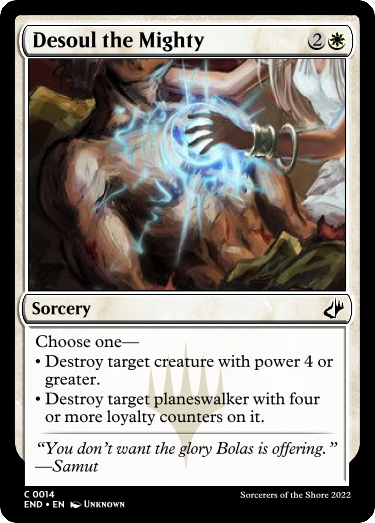 Desoul the Mighty 2
Sorcery
Choose one—
• Destroy target creature with power 4 or
greater.
• Destroy target planeswalker with four
or more loyalty counters on it.
“You don’t want the glory Bolas is offering.”
—Samut
C 0014
END • EN Unknown
Sorcerers of the Shore 2022